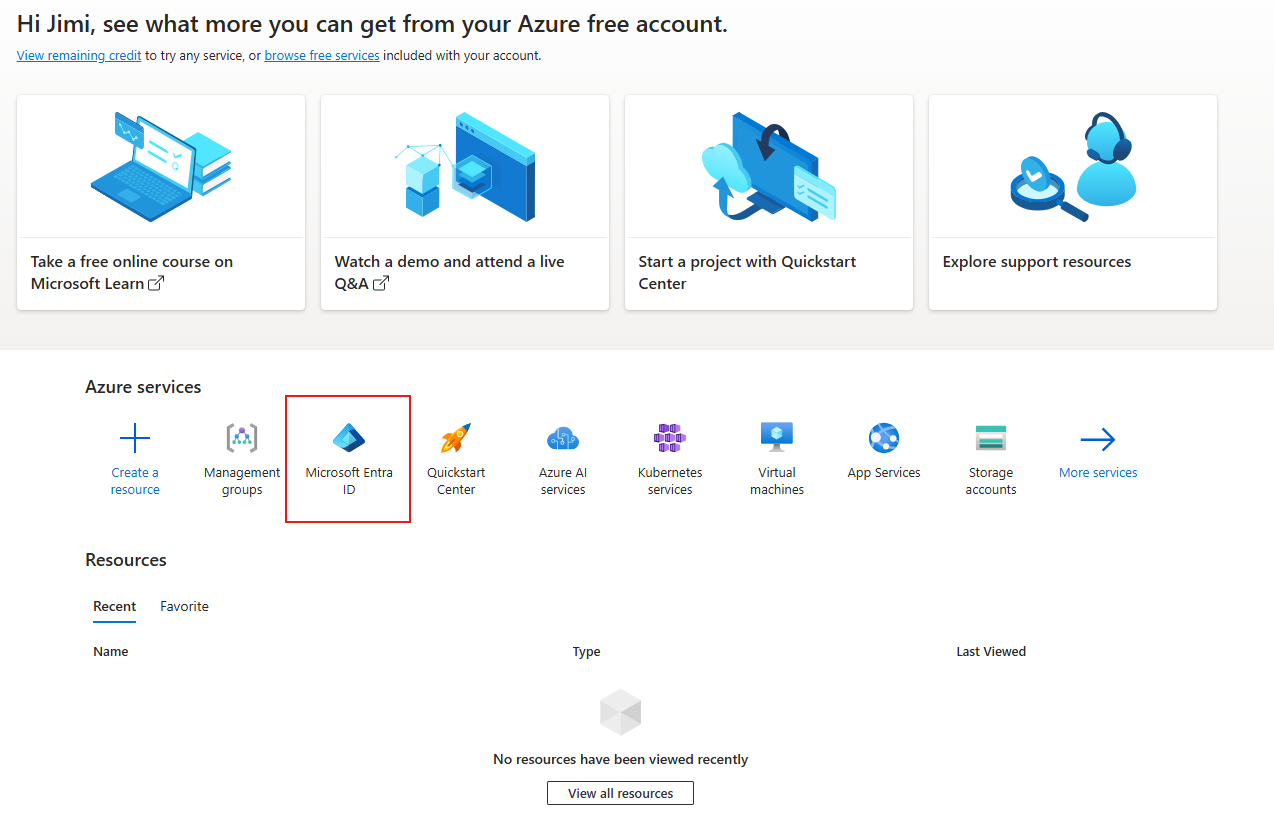 Hi Jimi, see what more you can get from your Azure free account.
View remaining credit to try any service, or browse free services included with your account.
Take a free online course on
Microsoft Learn
Watch a demo and attend a live
Q&A
Start a project with Quickstart
Center
Explore support resources
Azure services
Create a
resource
Management
groups
Microsoft Entra
ID
Quickstart
Center
Azure AI
services
Kubernetes
services
Virtual
machines
App Services
Storage
accounts
More services
Resources
Recent Favorite
Name Type Last Viewed
No resources have been viewed recently
View all resources